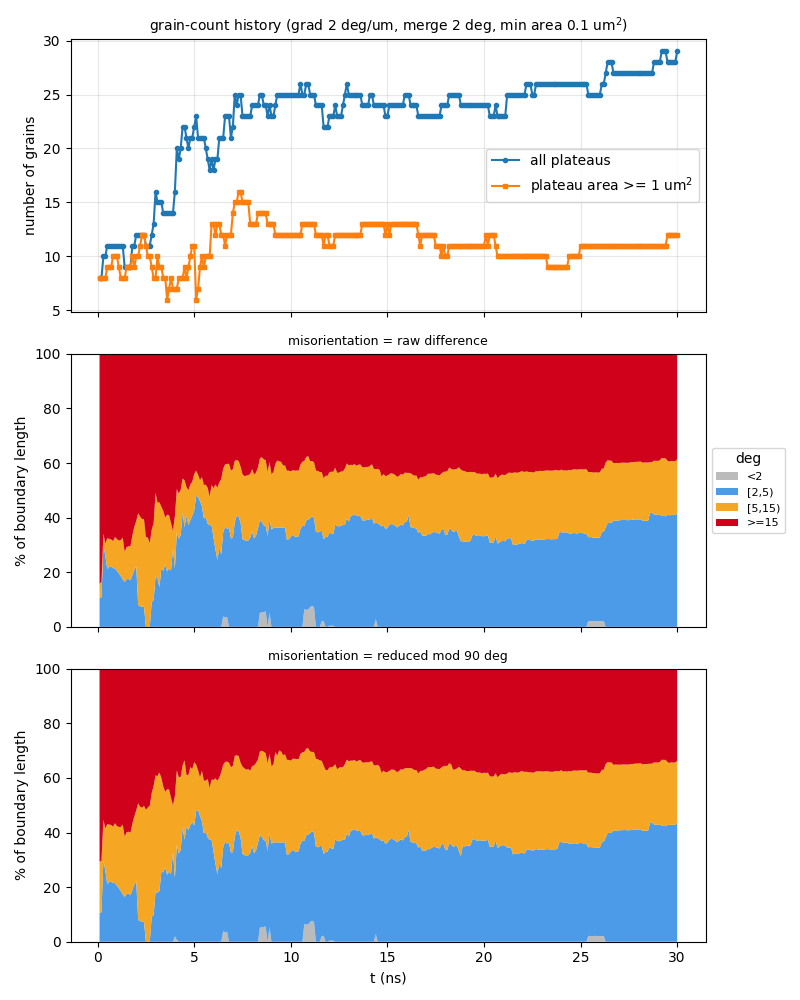 grain-count history (grad 2 deg/um, merge 2 deg, min area 0.1 um²)
30
25
20
15
10
5
number of grains
all plateaus
plateau area >= 1 um²
misorientation = raw difference
100
80
60
40
20
0
% of boundary length
deg
<2
[2,5)
[5,15)
>=15
misorientation = reduced mod 90 deg
100
80
60
40
20
0
% of boundary length
0 5 10 15 20 25 30
t (ns)